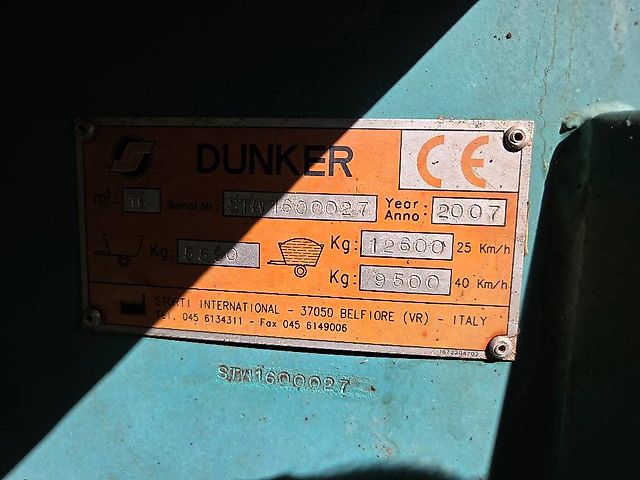 DUNKER CE
m³: 16 Serial Nr: STW1600027 Year Anno: 2007
Kg: Kg: 12600 25 Km/h
Kg: 9500 40 Km/h
STORTI INTERNATIONAL - 37050 BELFIORE (VR) - ITALY
Tel. 045 6134311 - Fax 045 6149006
STW1600027